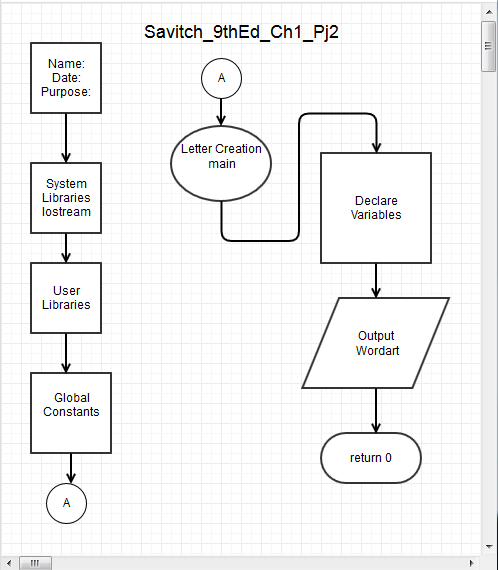 Savitch_9thEd_Ch1_Pj2
Name:
Date:
Purpose:
System
Libraries
Iostream
User
Libraries
Global
Constants
A
A
Letter Creation
main
Declare
Variables
Output
Wordart
return 0